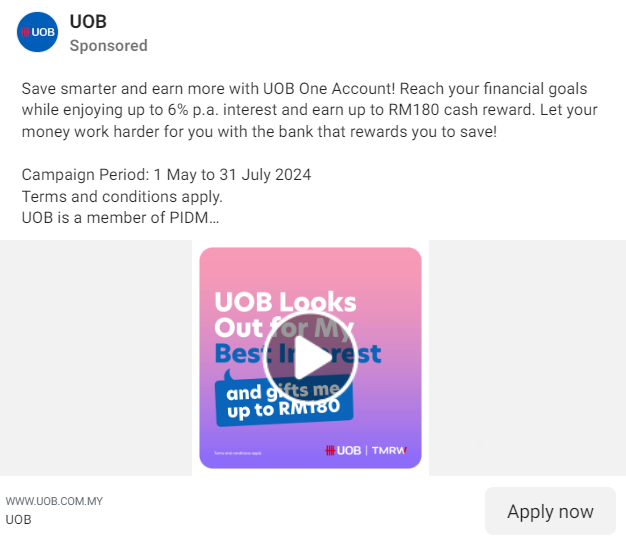 UOB
UOB
Sponsored
Save smarter and earn more with UOB One Account! Reach your financial goals
while enjoying up to 6% p.a. interest and earn up to RM180 cash reward. Let your
money work harder for you with the bank that rewards you to save!
Campaign Period: 1 May to 31 July 2024
Terms and conditions apply.
UOB is a member of PIDM...
UOB Looks
Out for My
Best Interest
and gifts me
up to RM180
Terms and conditions apply.
UOB | TMRW
WWW.UOB.COM.MY
UOB
Apply now